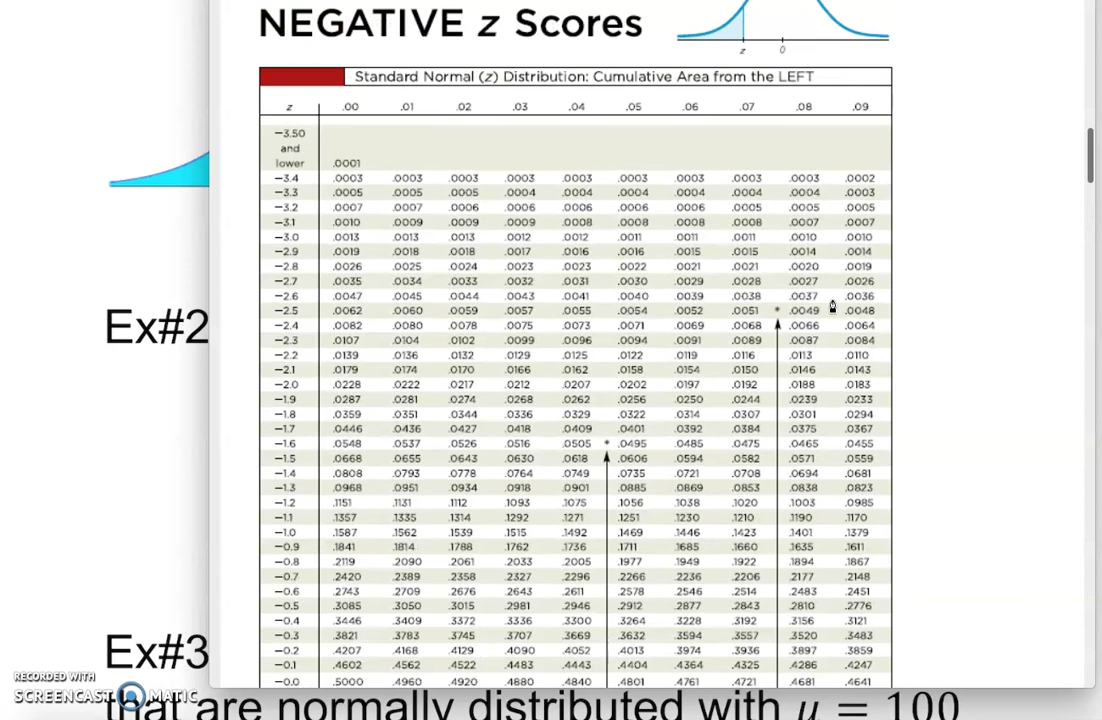 NEGATIVE z Scores
z 0
Standard Normal (z) Distribution: Cumulative Area from the LEFT
z .00 .01 .02 .03 .04 .05 .06 .07 .08 .09
−3.50
and
lower .0001
−3.4 .0003 .0003 .0003 .0003 .0003 .0003 .0003 .0003 .0003 .0002
−3.3 .0005 .0005 .0005 .0004 .0004 .0004 .0004 .0004 .0004 .0003
−3.2 .0007 .0007 .0006 .0006 .0006 .0006 .0006 .0005 .0005 .0005
−3.1 .0010 .0009 .0009 .0009 .0008 .0008 .0008 .0008 .0007 .0007
−3.0 .0013 .0013 .0013 .0012 .0012 .0011 .0011 .0011 .0010 .0010
−2.9 .0019 .0018 .0018 .0017 .0016 .0016 .0015 .0015 .0014 .0014
−2.8 .0026 .0025 .0024 .0023 .0023 .0022 .0021 .0021 .0020 .0019
−2.7 .0035 .0034 .0033 .0032 .0031 .0030 .0029 .0028 .0027 .0026
−2.6 .0047 .0045 .0044 .0043 .0041 .0040 .0039 .0038 .0037 .0036
−2.5 .0062 .0060 .0059 .0057 .0055 .0054 .0052 .0051 * .0049 .0048
Ex#2
−2.4 .0082 .0080 .0078 .0075 .0073 .0071 .0069 .0068 .0066 .0064
−2.3 .0107 .0104 .0102 .0099 .0096 .0094 .0091 .0089 .0087 .0084
−2.2 .0139 .0136 .0132 .0129 .0125 .0122 .0119 .0116 .0113 .0110
−2.1 .0179 .0174 .0170 .0166 .0162 .0158 .0154 .0150 .0146 .0143
−2.0 .0228 .0222 .0217 .0212 .0207 .0202 .0197 .0192 .0188 .0183
−1.9 .0287 .0281 .0274 .0268 .0262 .0256 .0250 .0244 .0239 .0233
−1.8 .0359 .0351 .0344 .0336 .0329 .0322 .0314 .0307 .0301 .0294
−1.7 .0446 .0436 .0427 .0418 .0409 .0401 .0392 .0384 .0375 .0367
−1.6 .0548 .0537 .0526 .0516 .0505 * .0495 .0485 .0475 .0465 .0455
−1.5 .0668 .0655 .0643 .0630 .0618 .0606 .0594 .0582 .0571 .0559
−1.4 .0808 .0793 .0778 .0764 .0749 .0735 .0721 .0708 .0694 .0681
−1.3 .0968 .0951 .0934 .0918 .0901 .0885 .0869 .0853 .0838 .0823
−1.2 .1151 .1131 .1112 .1093 .1075 .1056 .1038 .1020 .1003 .0985
−1.1 .1357 .1335 .1314 .1292 .1271 .1251 .1230 .1210 .1190 .1170
−1.0 .1587 .1562 .1539 .1515 .1492 .1469 .1446 .1423 .1401 .1379
−0.9 .1841 .1814 .1788 .1762 .1736 .1711 .1685 .1660 .1635 .1611
−0.8 .2119 .2090 .2061 .2033 .2005 .1977 .1949 .1922 .1894 .1867
−0.7 .2420 .2389 .2358 .2327 .2296 .2266 .2236 .2206 .2177 .2148
−0.6 .2743 .2709 .2676 .2643 .2611 .2578 .2546 .2514 .2483 .2451
−0.5 .3085 .3050 .3015 .2981 .2946 .2912 .2877 .2843 .2810 .2776
−0.4 .3446 .3409 .3372 .3336 .3300 .3264 .3228 .3192 .3156 .3121
−0.3 .3821 .3783 .3745 .3707 .3669 .3632 .3594 .3557 .3520 .3483
−0.2 .4207 .4168 .4129 .4090 .4052 .4013 .3974 .3936 .3897 .3859
Ex#3
−0.1 .4602 .4562 .4522 .4483 .4443 .4404 .4364 .4325 .4286 .4247
−0.0 .5000 .4960 .4920 .4880 .4840 .4801 .4761 .4721 .4681 .4641
RECORDED WITH
SCREENCAST MATIC
that are normally distributed with μ = 100